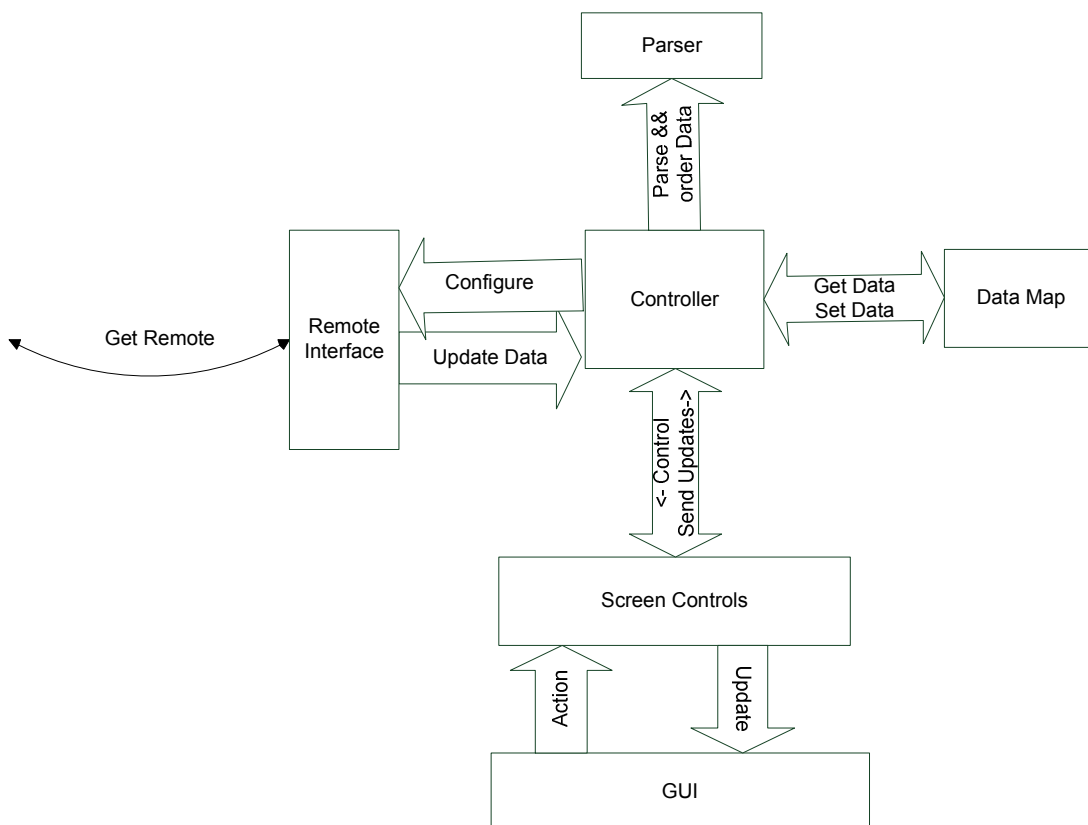 Parser
Parse &&
order Data
Configure
Controller
Get Data
Set Data
Data Map
Get Remote
Remote
Interface
Update Data
<- Control
Send Updates->
Screen Controls
Action
Update
GUI